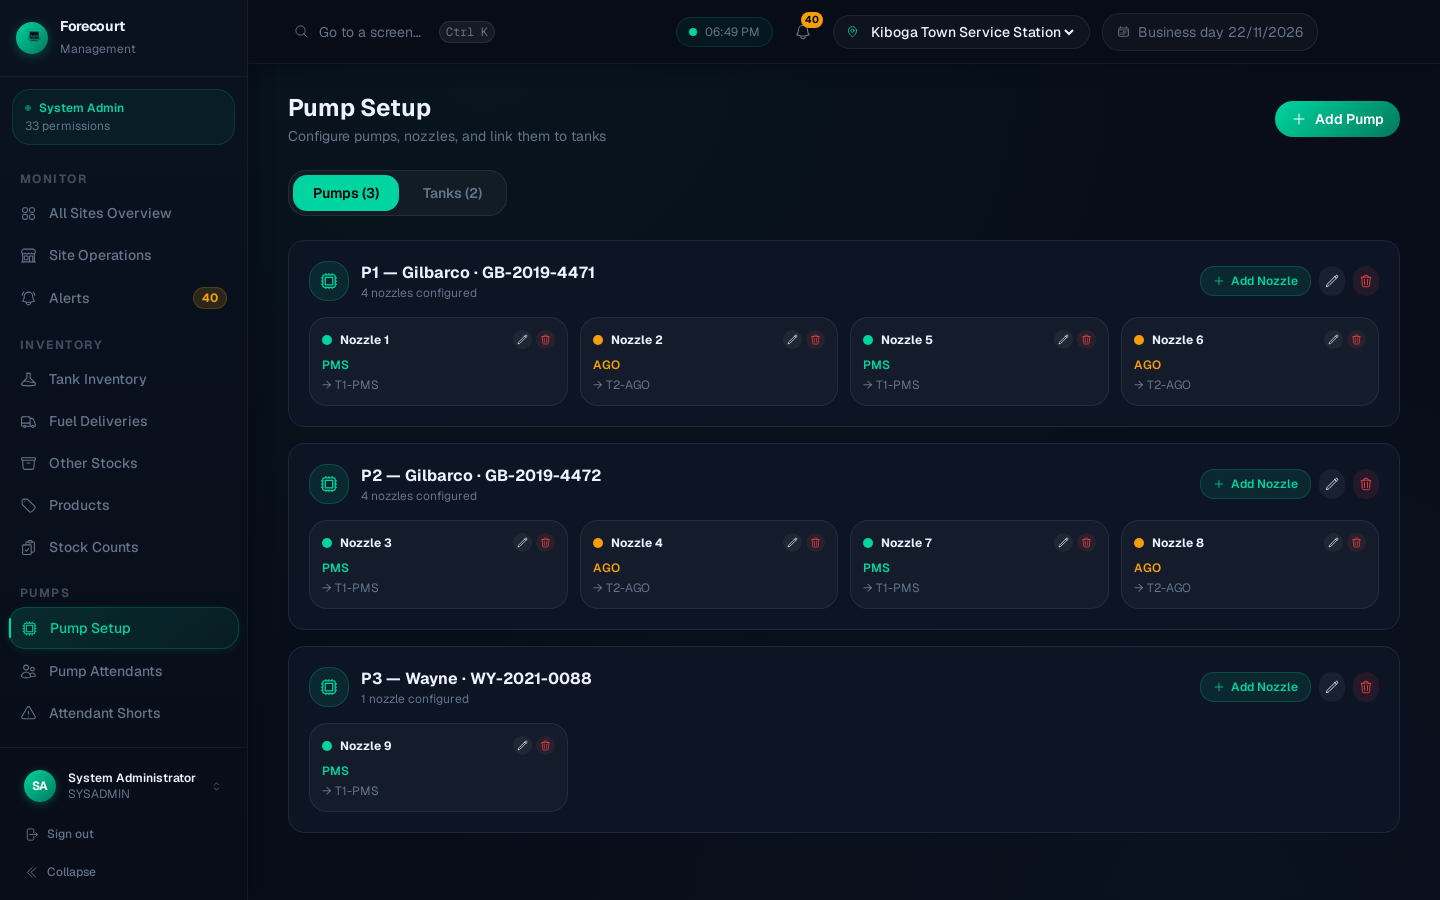 Forecourt
Management
System Admin
33 permissions
MONITOR
All Sites Overview
Site Operations
Alerts
40
INVENTORY
Tank Inventory
Fuel Deliveries
Other Stocks
Products
Stock Counts
PUMPS
Pump Setup
Pump Attendants
Attendant Shorts
SA
System Administrator
SYSADMIN
Sign out
Collapse
Go to a screen...
Ctrl K
06:49 PM
40
Kiboga Town Service Station
Business day 22/11/2026
Pump Setup
Configure pumps, nozzles, and link them to tanks
+ Add Pump
Pumps (3)
Tanks (2)
P1 — Gilbarco · GB-2019-4471
4 nozzles configured
+ Add Nozzle
Nozzle 1
PMS
→ T1-PMS
Nozzle 2
AGO
→ T2-AGO
Nozzle 5
PMS
→ T1-PMS
Nozzle 6
AGO
→ T2-AGO
P2 — Gilbarco · GB-2019-4472
4 nozzles configured
+ Add Nozzle
Nozzle 3
PMS
→ T1-PMS
Nozzle 4
AGO
→ T2-AGO
Nozzle 7
PMS
→ T1-PMS
Nozzle 8
AGO
→ T2-AGO
P3 — Wayne · WY-2021-0088
1 nozzle configured
+ Add Nozzle
Nozzle 9
PMS
→ T1-PMS